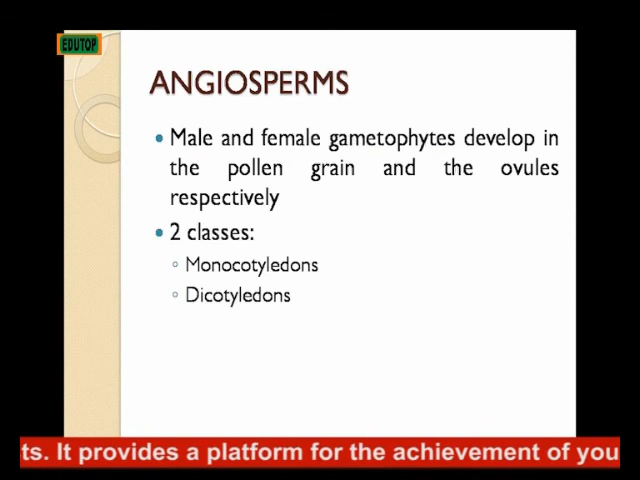 EDUTOP
ANGIOSPERMS
• Male and female gametophytes develop in
the pollen grain and the ovules
respectively
• 2 classes:
◦ Monocotyledons
◦ Dicotyledons
ts. It provides a platform for the achievement of you